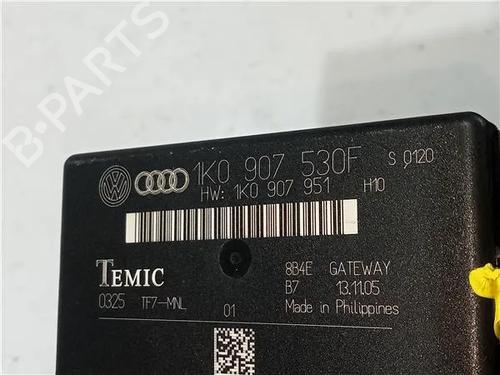 B-PARTS
1K0 907 530F S 0120
HW: 1K0 907 951 H10
TEMIC 8B4E GATEWAY
0325 TF7-MNL 01 B7 13.11.05
Made in Philippines